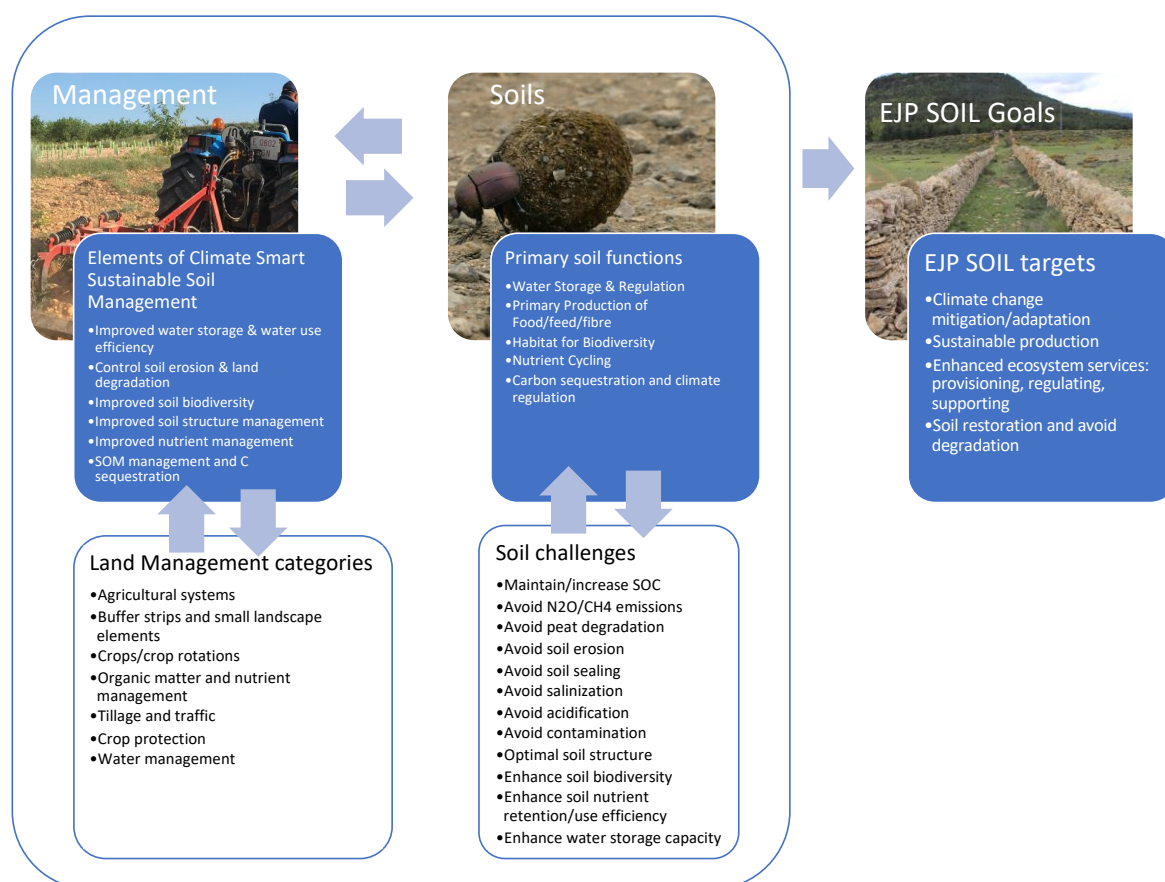 Management
Elements of Climate Smart
Sustainable Soil
Management
•Improved water storage & water use
efficiency
•Control soil erosion & land
degradation
•Improved soil biodiversity
•Improved soil structure management
•Improved nutrient management
•SOM management and C
sequestration
Land Management categories
•Agricultural systems
•Buffer strips and small landscape
elements
•Crops/crop rotations
•Organic matter and nutrient
management
•Tillage and traffic
•Crop protection
•Water management
Soils
Primary soil functions
•Water Storage & Regulation
•Primary Production of
Food/feed/fibre
•Habitat for Biodiversity
•Nutrient Cycling
•Carbon sequestration and climate
regulation
Soil challenges
•Maintain/increase SOC
•Avoid N2O/CH4 emissions
•Avoid peat degradation
•Avoid soil erosion
•Avoid soil sealing
•Avoid salinization
•Avoid acidification
•Avoid contamination
•Optimal soil structure
•Enhance soil biodiversity
•Enhance soil nutrient
retention/use efficiency
•Enhance water storage capacity
EJP SOIL Goals
EJP SOIL targets
•Climate change
mitigation/adaptation
•Sustainable production
•Enhanced ecosystem services:
provisioning, regulating,
supporting
•Soil restoration and avoid
degradation